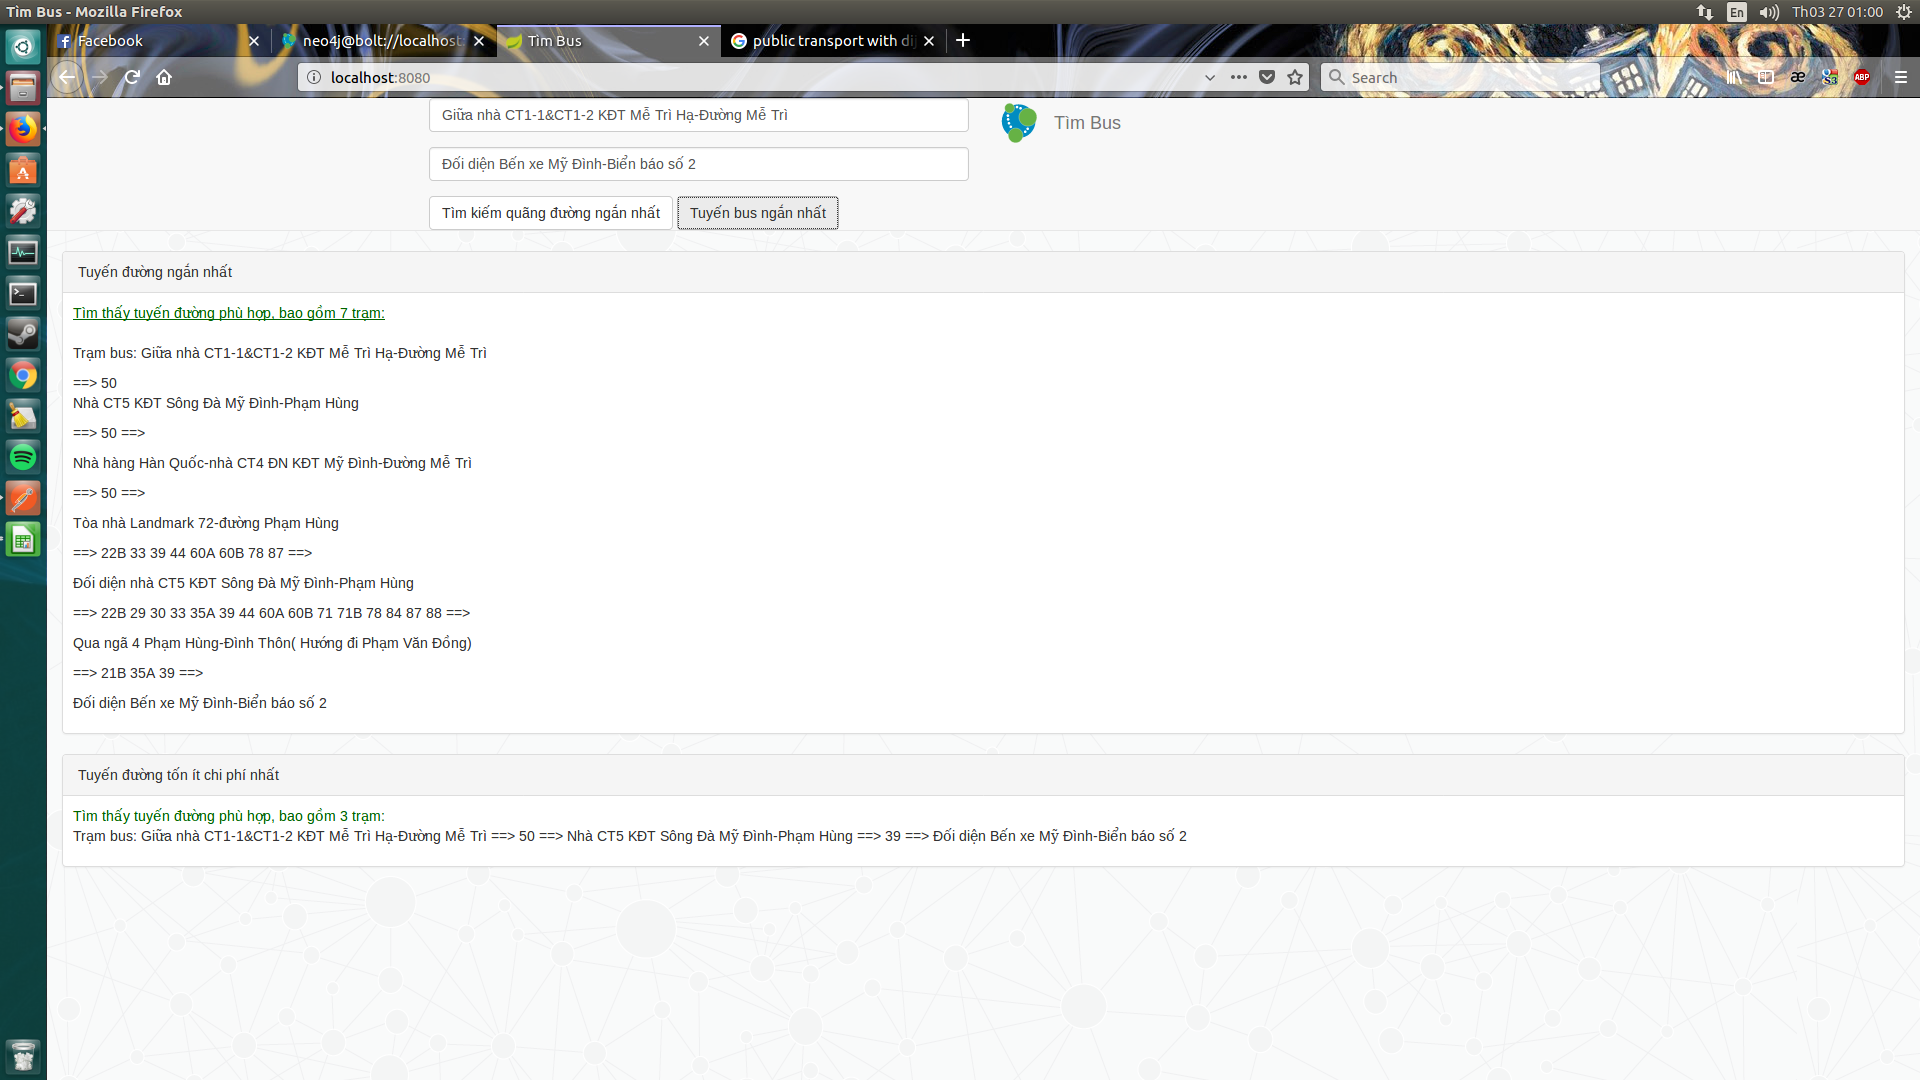 Tìm Bus - Mozilla Firefox
En
Th03 27 01:00
Facebook
neo4j@bolt://localhost:
Tìm Bus
public transport with dij
localhost:8080
Search
Giữa nhà CT1-1&CT1-2 KĐT Mễ Trì Hạ-Đường Mễ Trì
Tìm Bus
Đối diện Bến xe Mỹ Đình-Biển báo số 2
Tìm kiếm quãng đường ngắn nhất
Tuyến bus ngắn nhất
Tuyến đường ngắn nhất
Tìm thấy tuyến đường phù hợp, bao gồm 7 trạm:
Trạm bus: Giữa nhà CT1-1&CT1-2 KĐT Mễ Trì Hạ-Đường Mễ Trì
==> 50
Nhà CT5 KĐT Sông Đà Mỹ Đình-Phạm Hùng
==> 50 ==>
Nhà hàng Hàn Quốc-nhà CT4 ĐN KĐT Mỹ Đình-Đường Mễ Trì
==> 50 ==>
Tòa nhà Landmark 72-đường Phạm Hùng
==> 22B 33 39 44 60A 60B 78 87 ==>
Đối diện nhà CT5 KĐT Sông Đà Mỹ Đình-Phạm Hùng
==> 22B 29 30 33 35A 39 44 60A 60B 71 71B 78 84 87 88 ==>
Qua ngã 4 Phạm Hùng-Đình Thôn( Hướng đi Phạm Văn Đồng)
==> 21B 35A 39 ==>
Đối diện Bến xe Mỹ Đình-Biển báo số 2
Tuyến đường tốn ít chi phí nhất
Tìm thấy tuyến đường phù hợp, bao gồm 3 trạm:
Trạm bus: Giữa nhà CT1-1&CT1-2 KĐT Mễ Trì Hạ-Đường Mễ Trì ==> 50 ==> Nhà CT5 KĐT Sông Đà Mỹ Đình-Phạm Hùng ==> 39 ==> Đối diện Bến xe Mỹ Đình-Biển báo số 2